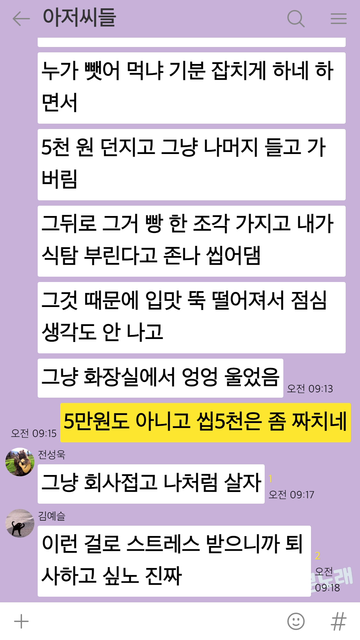 아저씨들
누가 뺏어 먹냐 기분 잡치게 하네 하
면서
5천 원 던지고 그냥 나머지 들고 가
버림
그뒤로 그거 빵 한 조각 가지고 내가
식탐 부린다고 존나 씹어댐
그것 때문에 입맛 뚝 떨어져서 점심
생각도 안 나고
그냥 화장실에서 엉엉 울었음
오전 09:13
오전 09:15
5만원도 아니고 씹5천은 좀 짜치네
전성욱
그냥 회사접고 나처럼 살자
1
오전 09:17
김예슬
이런 걸로 스트레스 받으니까 퇴
사하고 싶노 진짜
2
오전
09:18